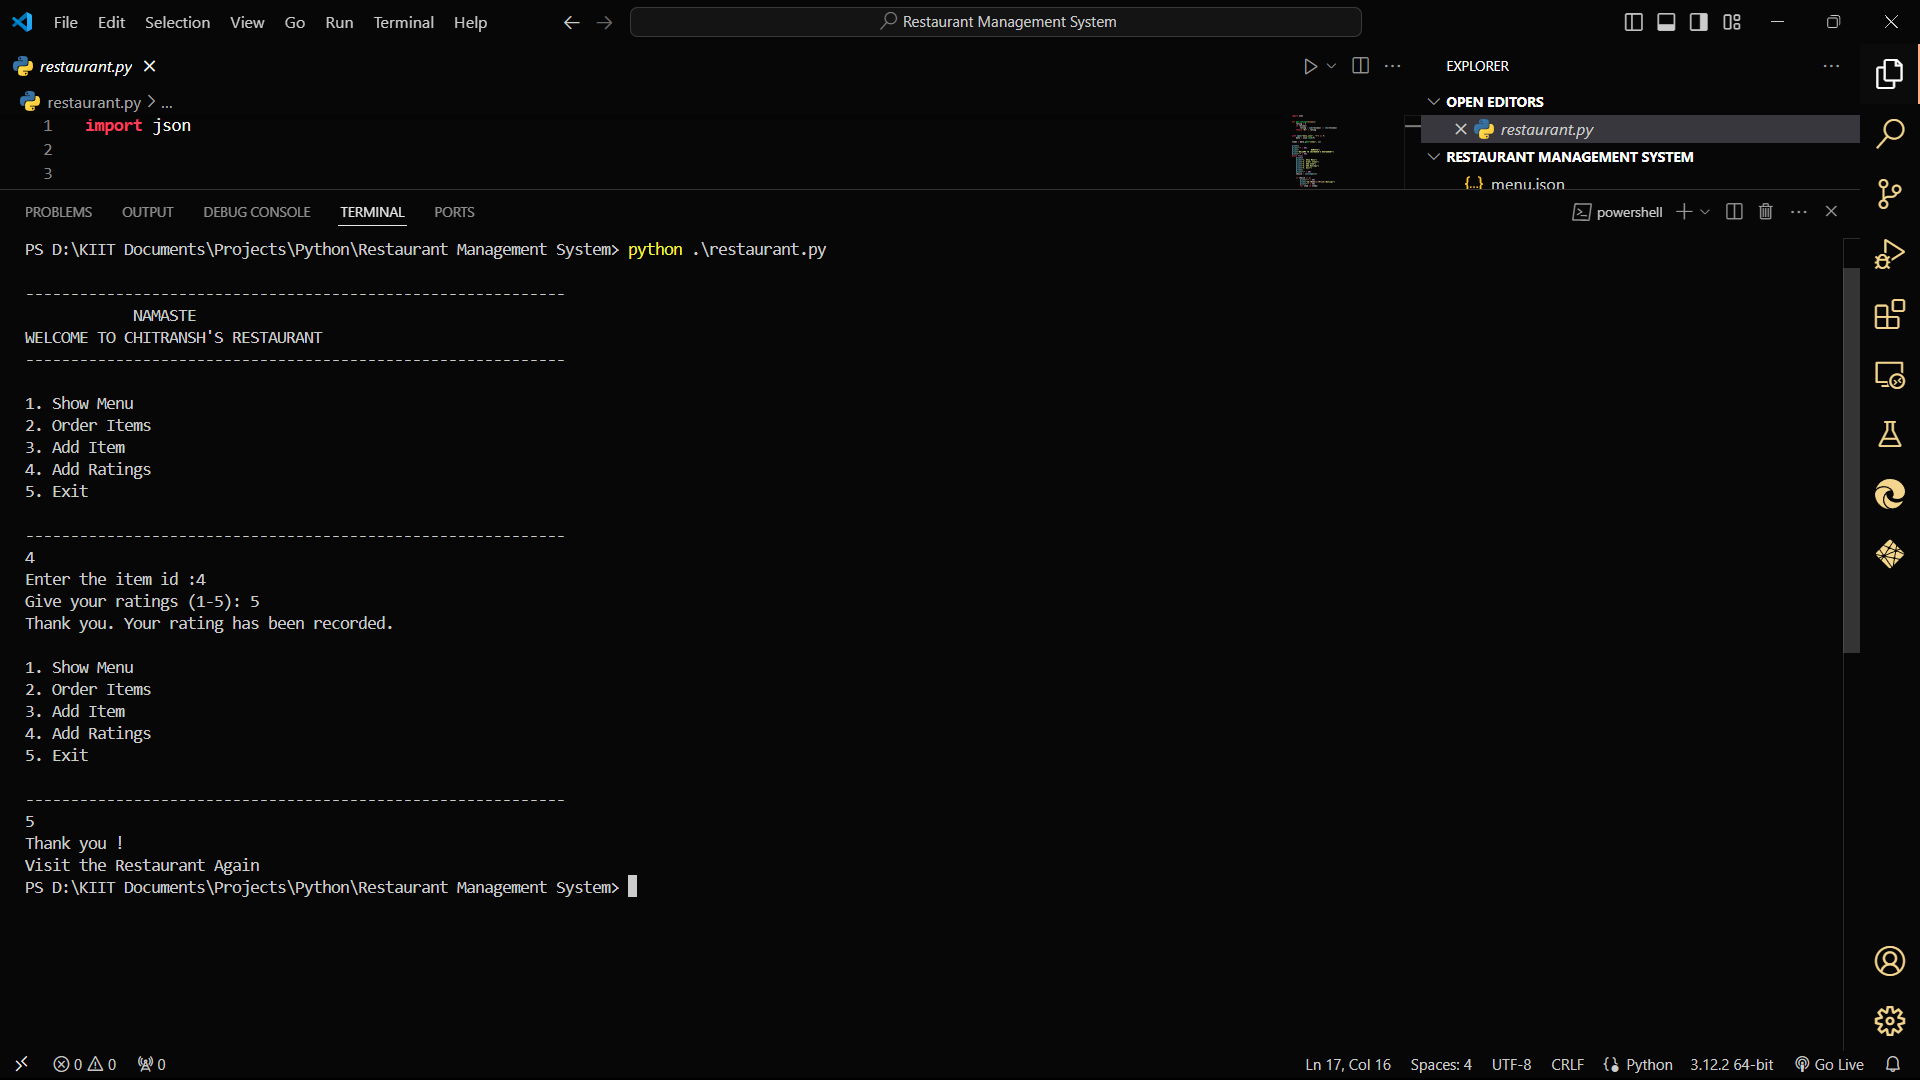 File Edit Selection View Go Run Terminal Help
Restaurant Management System
restaurant.py
restaurant.py > ...
1 import json
2
3
EXPLORER
OPEN EDITORS
restaurant.py
RESTAURANT MANAGEMENT SYSTEM
{..} menu.json
PROBLEMS OUTPUT DEBUG CONSOLE TERMINAL PORTS
powershell
PS D:\KIIT Documents\Projects\Python\Restaurant Management System> python .\restaurant.py
------------------------------------------------------------
NAMASTE
WELCOME TO CHITRANSH'S RESTAURANT
------------------------------------------------------------
1. Show Menu
2. Order Items
3. Add Item
4. Add Ratings
5. Exit
------------------------------------------------------------
4
Enter the item id :4
Give your ratings (1-5): 5
Thank you. Your rating has been recorded.
1. Show Menu
2. Order Items
3. Add Item
4. Add Ratings
5. Exit
------------------------------------------------------------
5
Thank you !
Visit the Restaurant Again
PS D:\KIIT Documents\Projects\Python\Restaurant Management System>
0 0 0
Ln 17, Col 16 Spaces: 4 UTF-8 CRLF Python 3.12.2 64-bit Go Live